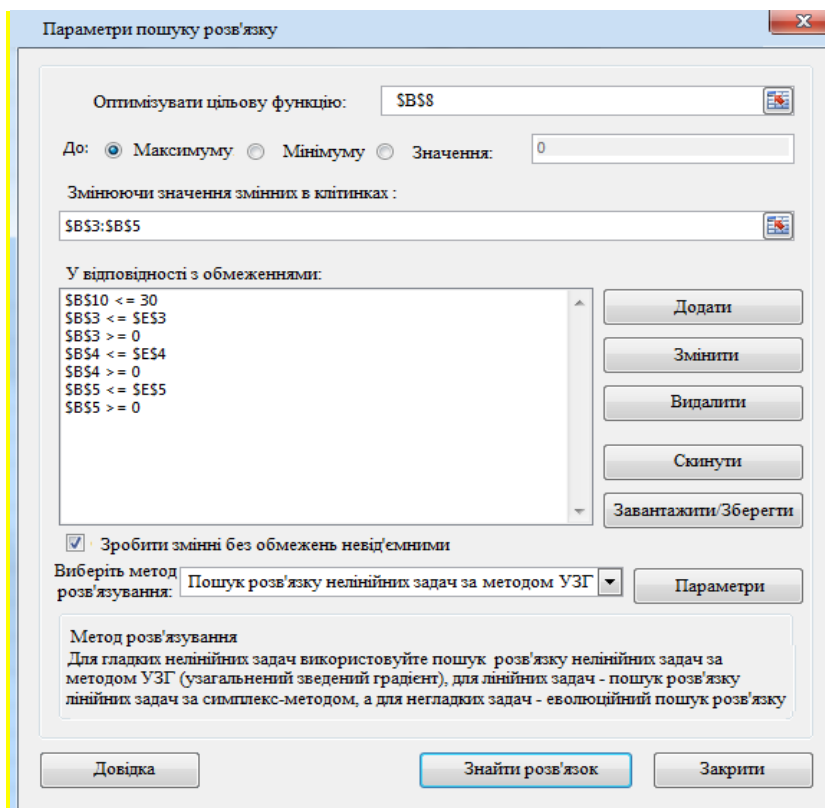 Параметри пошуку розв'язку
Оптимізувати цільову функцію: $B$8
До: Максимуму Мінімуму Значення: 0
Змінюючи значення змінних в клітинках :
$B$3:$B$5
У відповідності з обмеженнями:
$B$10 <= 30
$B$3 <= $E$3
$B$3 >= 0
$B$4 <= $E$4
$B$4 >= 0
$B$5 <= $E$5
$B$5 >= 0
Додати
Змінити
Видалити
Скинути
Завантажити/Зберегти
Зробити змінні без обмежень невід'ємними
Виберіть метод
розв'язування: Пошук розв'язку нелінійних задач за методом УЗГ
Параметри
Метод розв'язування
Для гладких нелінійних задач використовуйте пошук розв'язку нелінійних задач за
методом УЗГ (узагальнений зведений градієнт), для лінійних задач - пошук розв'язку
лінійних задач за симплекс-методом, а для негладких задач - еволюційний пошук розв'язку
Довідка Знайти розв'язок Закрити